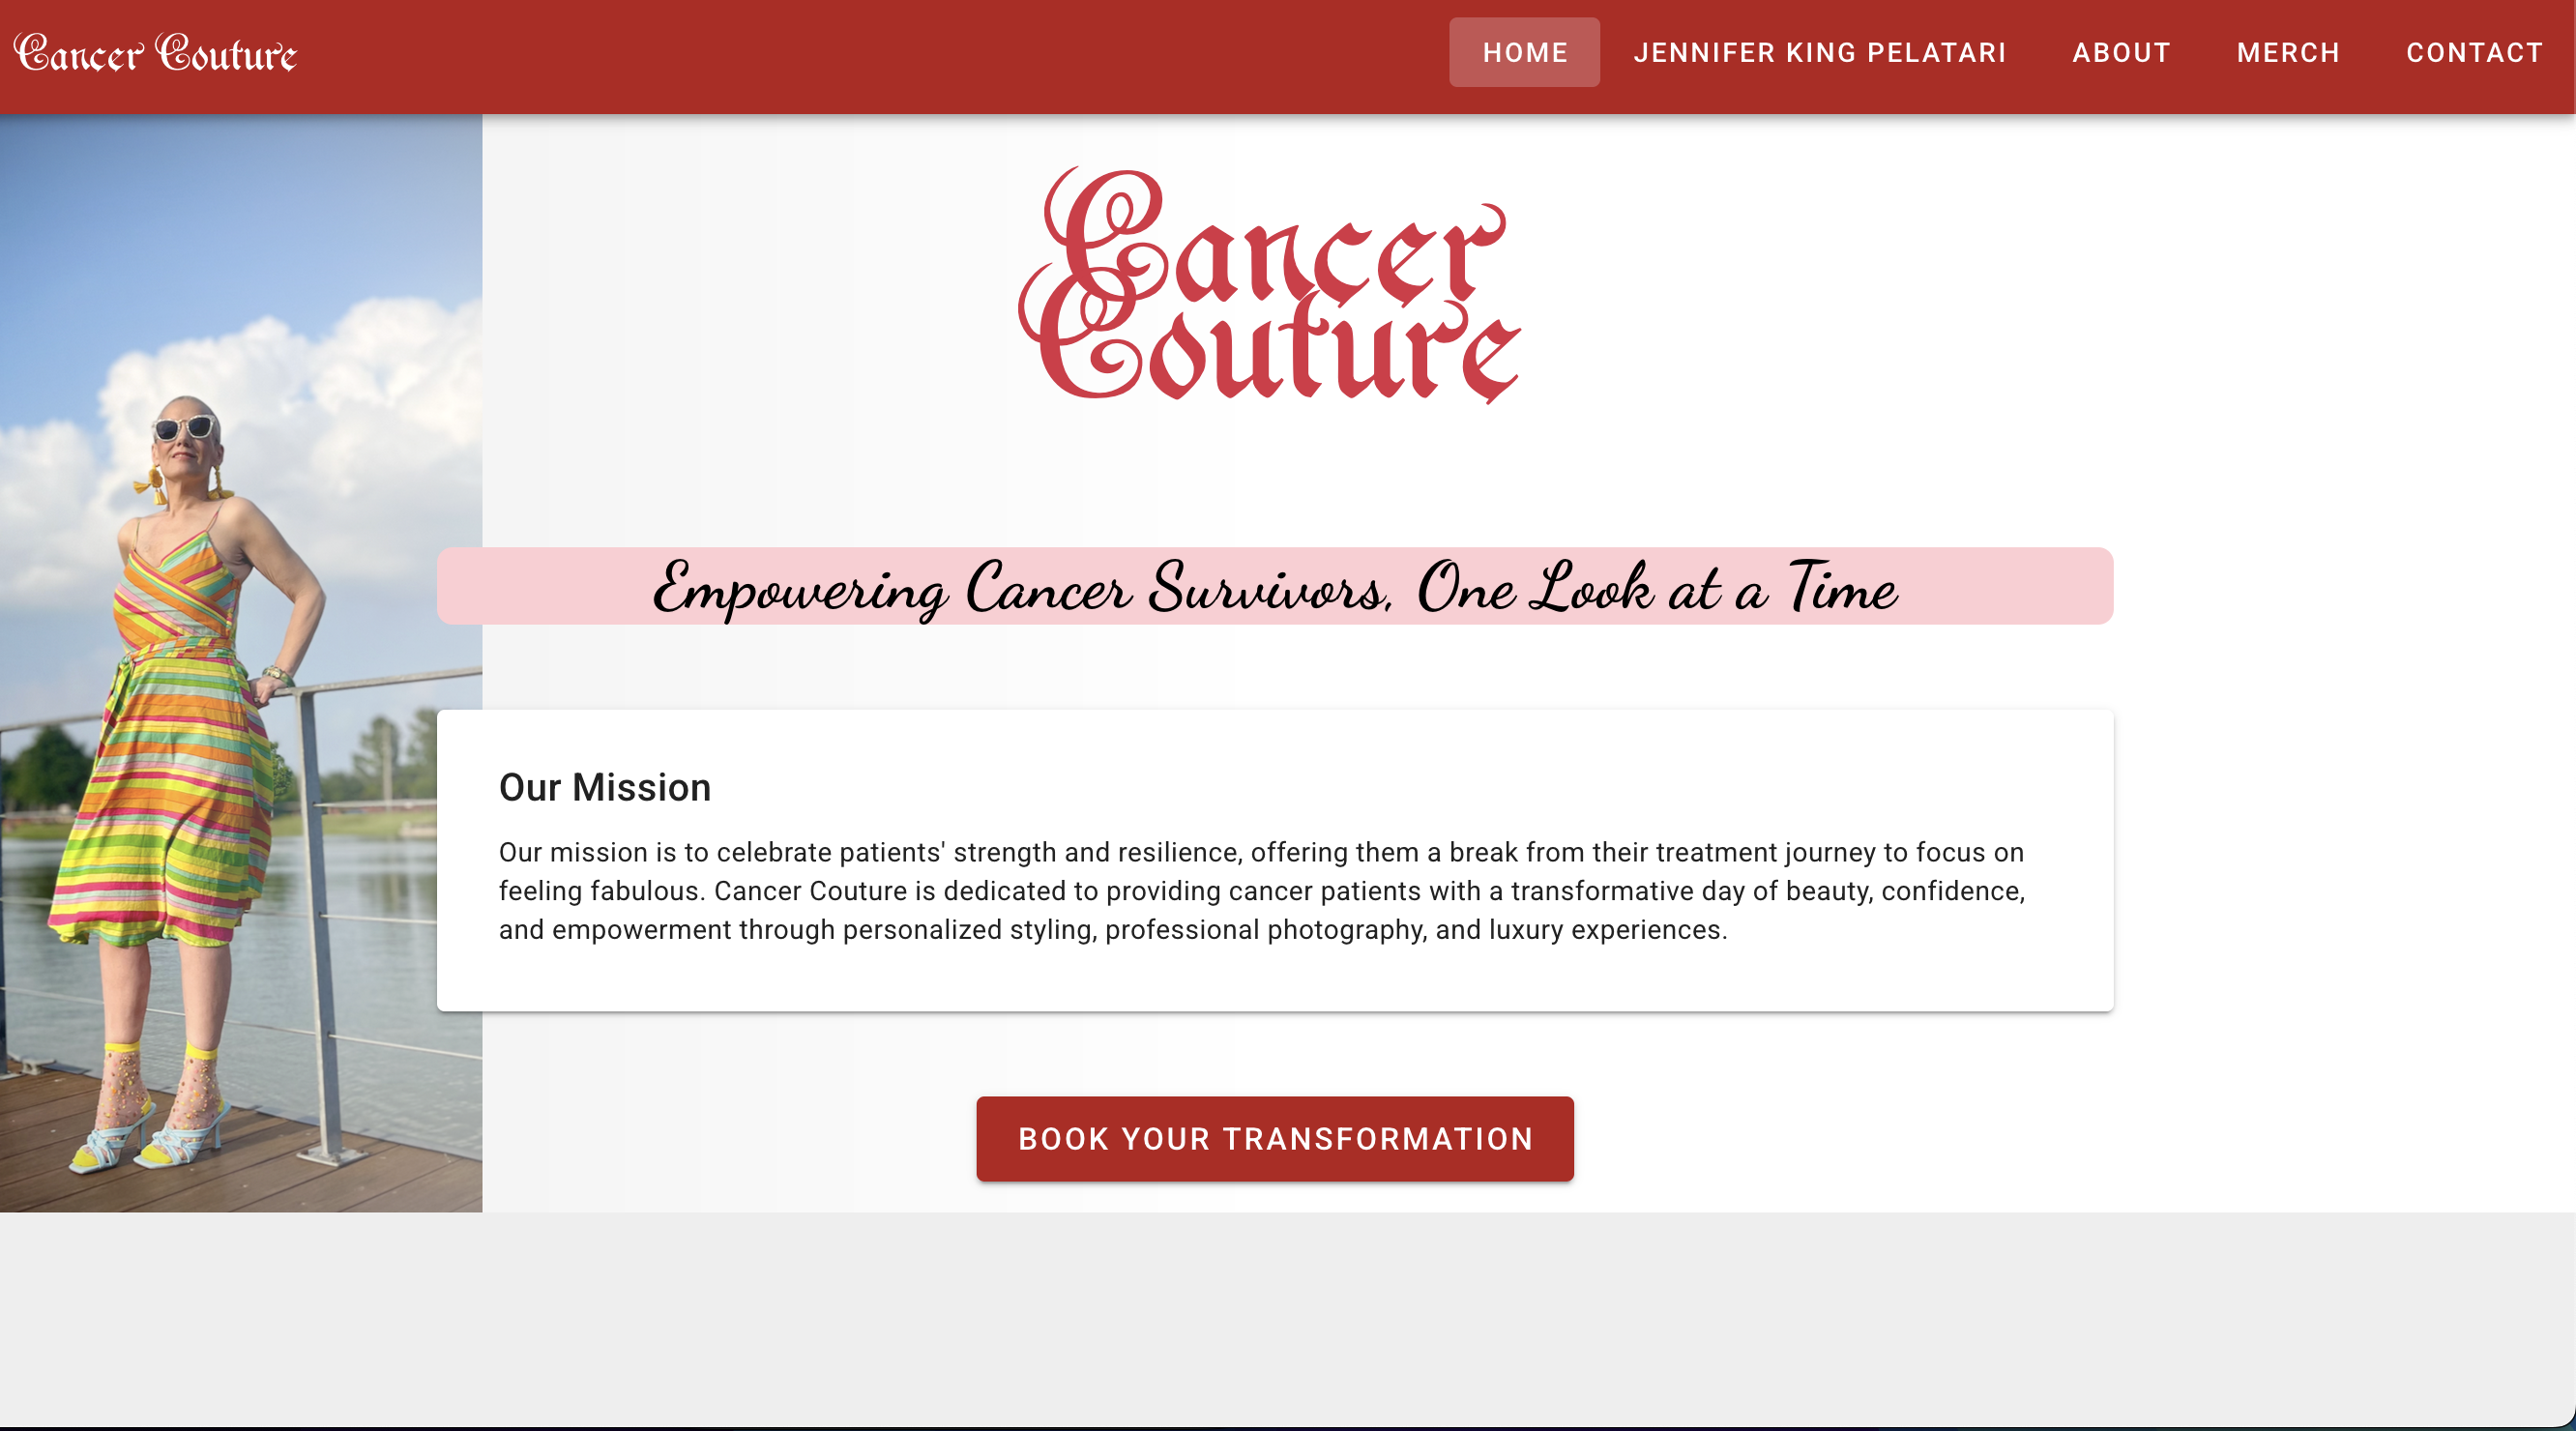 Cancer Couture
HOME
JENNIFER KING PELATARI
ABOUT
MERCH
CONTACT
Cancer
Couture
Empowering Cancer Survivors, One Look at a Time
Our Mission
Our mission is to celebrate patients' strength and resilience, offering them a break from their treatment journey to focus on
feeling fabulous. Cancer Couture is dedicated to providing cancer patients with a transformative day of beauty, confidence,
and empowerment through personalized styling, professional photography, and luxury experiences.
BOOK YOUR TRANSFORMATION